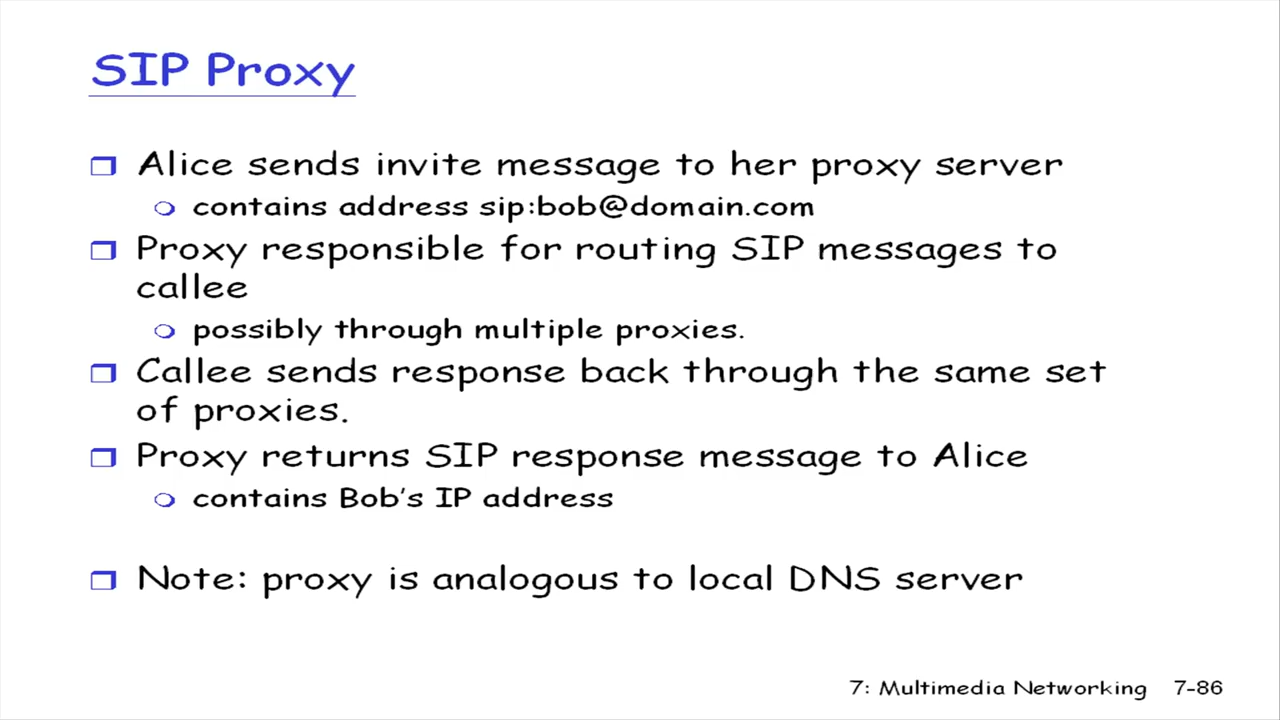 SIP Proxy
Alice sends invite message to her proxy server
contains address sip:bob@domain.com
Proxy responsible for routing SIP messages to
callee
possibly through multiple proxies.
Callee sends response back through the same set
of proxies.
Proxy returns SIP response message to Alice
contains Bob's IP address
Note: proxy is analogous to local DNS server
7: Multimedia Networking 7-86